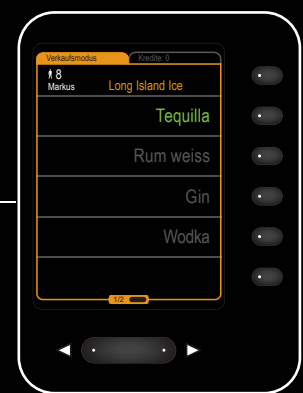 Verkaufsmodus Kredite: 0
8
Markus Long Island Ice
Tequilla
Rum weiss
Gin
Wodka
1/2